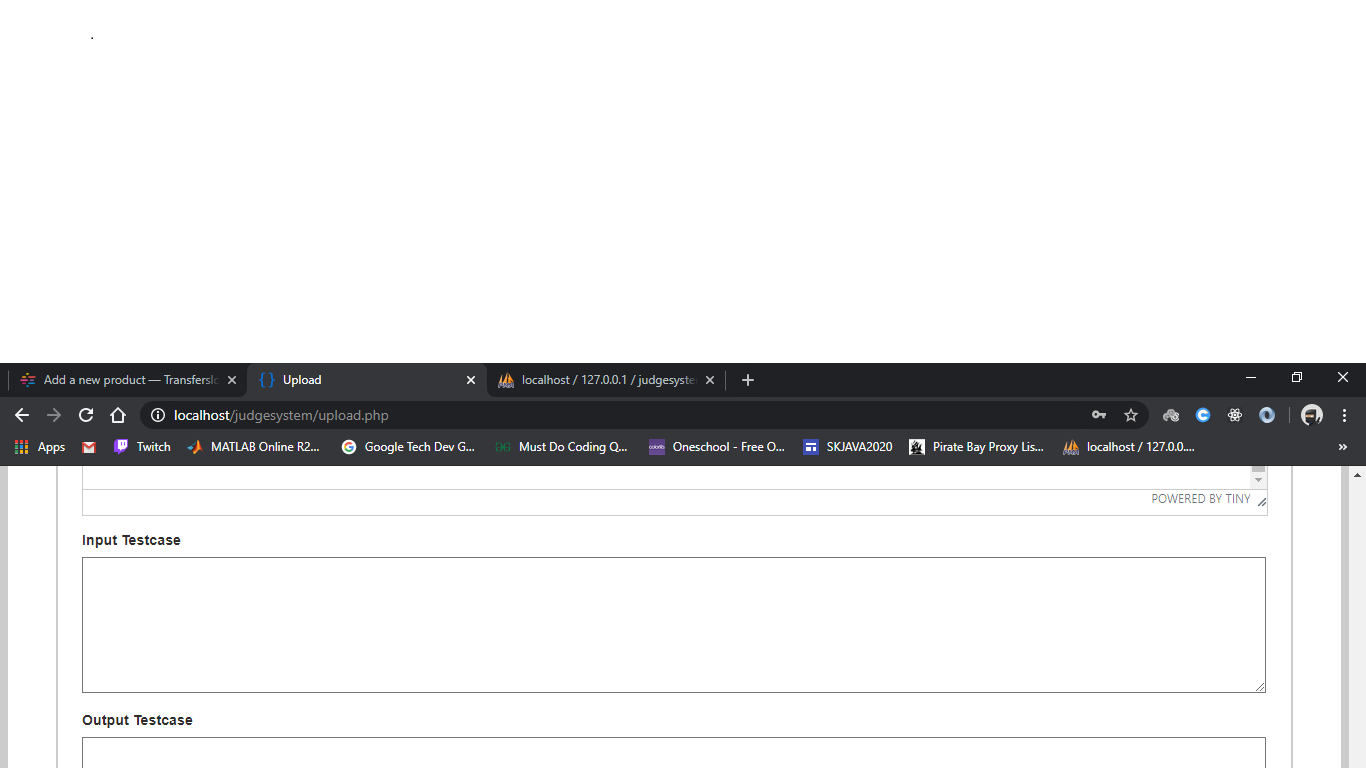 .
Add a new product — Transferslo
Upload
localhost / 127.0.0.1 / judgesyste
localhost/judgesystem/upload.php
Apps
Twitch
MATLAB Online R2...
Google Tech Dev G...
Must Do Coding Q...
Oneschool - Free O...
SKJAVA2020
Pirate Bay Proxy Lis...
localhost / 127.0.0....
»
POWERED BY TINY
Input Testcase
Output Testcase